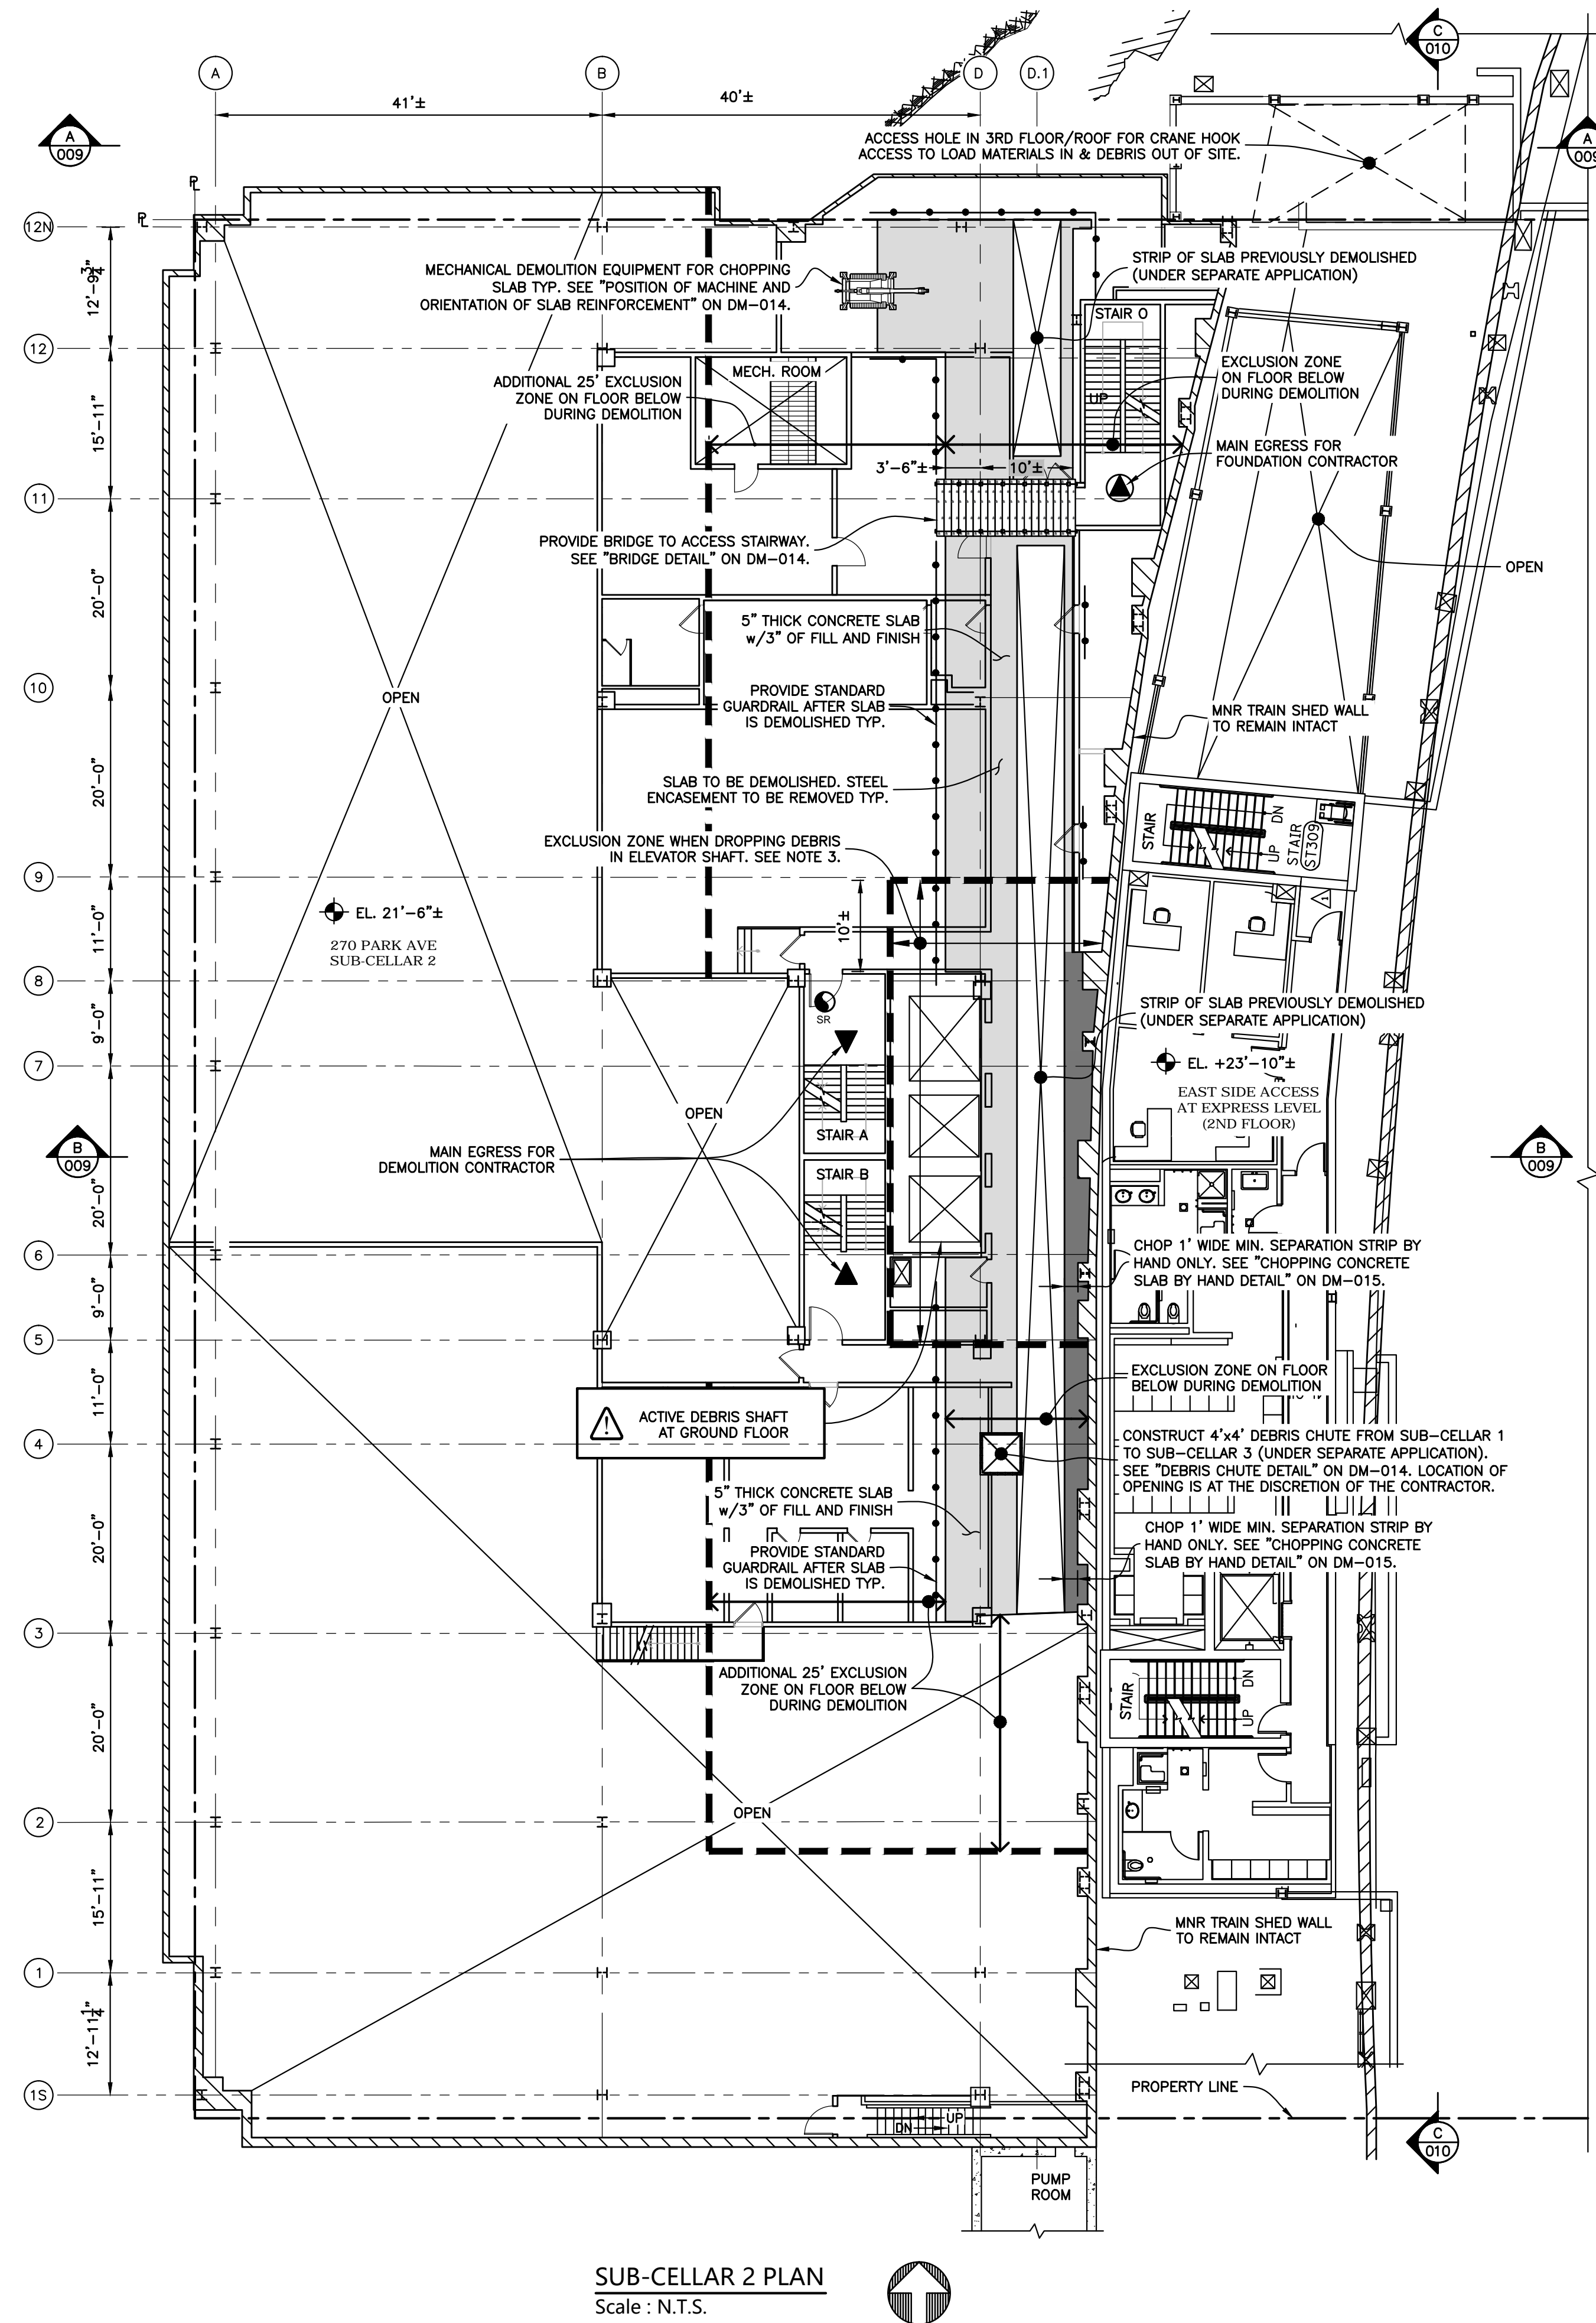 C
010
A
B
D
D.1
41'±
40'±
A
009
A
009
ACCESS HOLE IN 3RD FLOOR/ROOF FOR CRANE HOOK
ACCESS TO LOAD MATERIALS IN & DEBRIS OUT OF SITE.
PL
PL
12N
12'-9¾"
MECHANICAL DEMOLITION EQUIPMENT FOR CHOPPING
SLAB TYP. SEE "POSITION OF MACHINE AND
ORIENTATION OF SLAB REINFORCEMENT" ON DM-014.
STRIP OF SLAB PREVIOUSLY DEMOLISHED
(UNDER SEPARATE APPLICATION)
STAIR O
UP
12
15'-11"
MECH. ROOM
ADDITIONAL 25' EXCLUSION
ZONE ON FLOOR BELOW
DURING DEMOLITION
EXCLUSION ZONE
ON FLOOR BELOW
DURING DEMOLITION
MAIN EGRESS FOR
FOUNDATION CONTRACTOR
3'-6"±
10'±
11
20'-0"
PROVIDE BRIDGE TO ACCESS STAIRWAY.
SEE "BRIDGE DETAIL" ON DM-014.
OPEN
5" THICK CONCRETE SLAB
w/3" OF FILL AND FINISH
10
OPEN
PROVIDE STANDARD
GUARDRAIL AFTER SLAB
IS DEMOLISHED TYP.
MNR TRAIN SHED WALL
TO REMAIN INTACT
20'-0"
SLAB TO BE DEMOLISHED. STEEL
ENCASEMENT TO BE REMOVED TYP.
STAIR
DN
UP
STAIR
ST309
EXCLUSION ZONE WHEN DROPPING DEBRIS
IN ELEVATOR SHAFT. SEE NOTE 3.
9
11'-0"
10'±
1
EL. 21'-6"±
270 PARK AVE
SUB-CELLAR 2
8
9'-0"
SR
STRIP OF SLAB PREVIOUSLY DEMOLISHED
(UNDER SEPARATE APPLICATION)
7
EL. +23'-10"±
EAST SIDE ACCESS
AT EXPRESS LEVEL
(2ND FLOOR)
OPEN
STAIR A
B
009
B
009
MAIN EGRESS FOR
DEMOLITION CONTRACTOR
STAIR B
20'-0"
6
CHOP 1' WIDE MIN. SEPARATION STRIP BY
HAND ONLY. SEE "CHOPPING CONCRETE
SLAB BY HAND DETAIL" ON DM-015.
9'-0"
5
EXCLUSION ZONE ON FLOOR
BELOW DURING DEMOLITION
11'-0"
ACTIVE DEBRIS SHAFT
AT GROUND FLOOR
4
CONSTRUCT 4'x4' DEBRIS CHUTE FROM SUB-CELLAR 1
TO SUB-CELLAR 3 (UNDER SEPARATE APPLICATION).
SEE "DEBRIS CHUTE DETAIL" ON DM-014. LOCATION OF
OPENING IS AT THE DISCRETION OF THE CONTRACTOR.
5" THICK CONCRETE SLAB
w/3" OF FILL AND FINISH
20'-0"
CHOP 1' WIDE MIN. SEPARATION STRIP BY
HAND ONLY. SEE "CHOPPING CONCRETE
SLAB BY HAND DETAIL" ON DM-015.
PROVIDE STANDARD
GUARDRAIL AFTER SLAB
IS DEMOLISHED TYP.
3
20'-0"
ADDITIONAL 25' EXCLUSION
ZONE ON FLOOR BELOW
DURING DEMOLITION
STAIR
DN
UP
OPEN
2
15'-11"
MNR TRAIN SHED WALL
TO REMAIN INTACT
1
12'-11¼"
PROPERTY LINE
1S
UP
DN
C
010
PUMP
ROOM
SUB-CELLAR 2 PLAN
Scale : N.T.S.